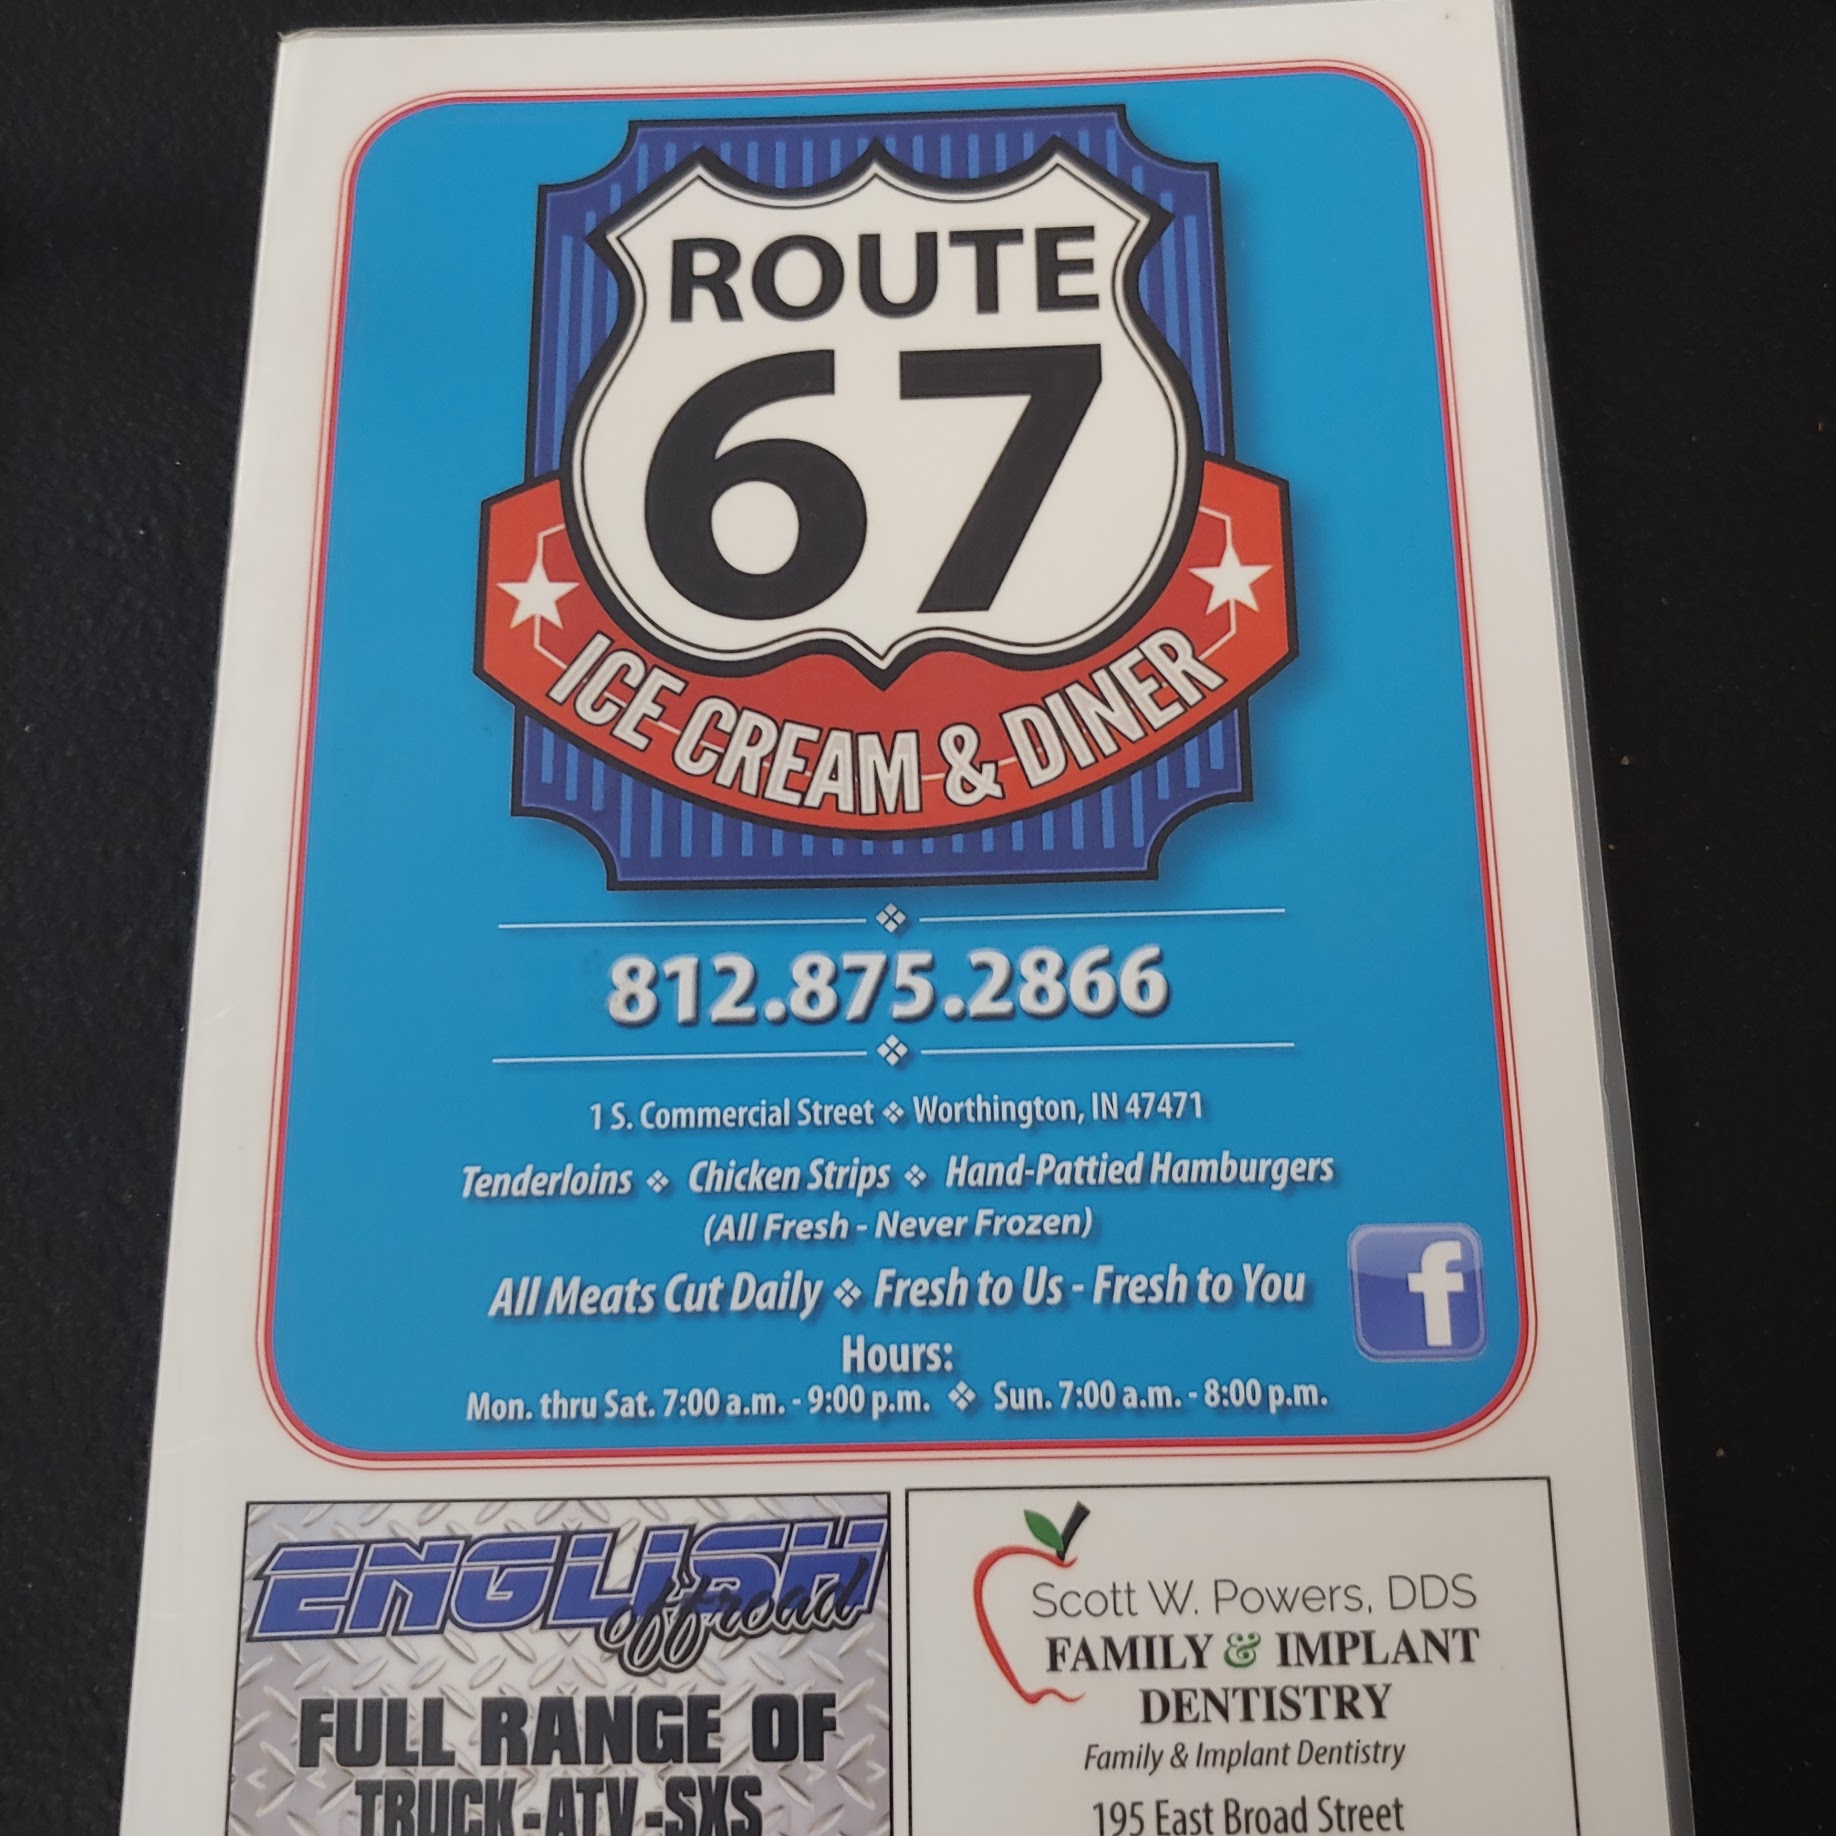 ROUTE
67
ICE CREAM & DINER
812.875.2866
1 S. Commercial Street ❖ Worthington, IN 47471
Tenderloins ❖ Chicken Strips ❖ Hand-Pattied Hamburgers
(All Fresh - Never Frozen)
All Meats Cut Daily ❖ Fresh to Us - Fresh to You
f
Hours:
Mon. thru Sat. 7:00 a.m. - 9:00 p.m. ❖ Sun. 7:00 a.m. - 8:00 p.m.
ENGLISH
offroad
FULL RANGE OF
TRUCK-ATV-SXS
Scott W. Powers, DDS
FAMILY & IMPLANT
DENTISTRY
Family & Implant Dentistry
195 East Broad Street